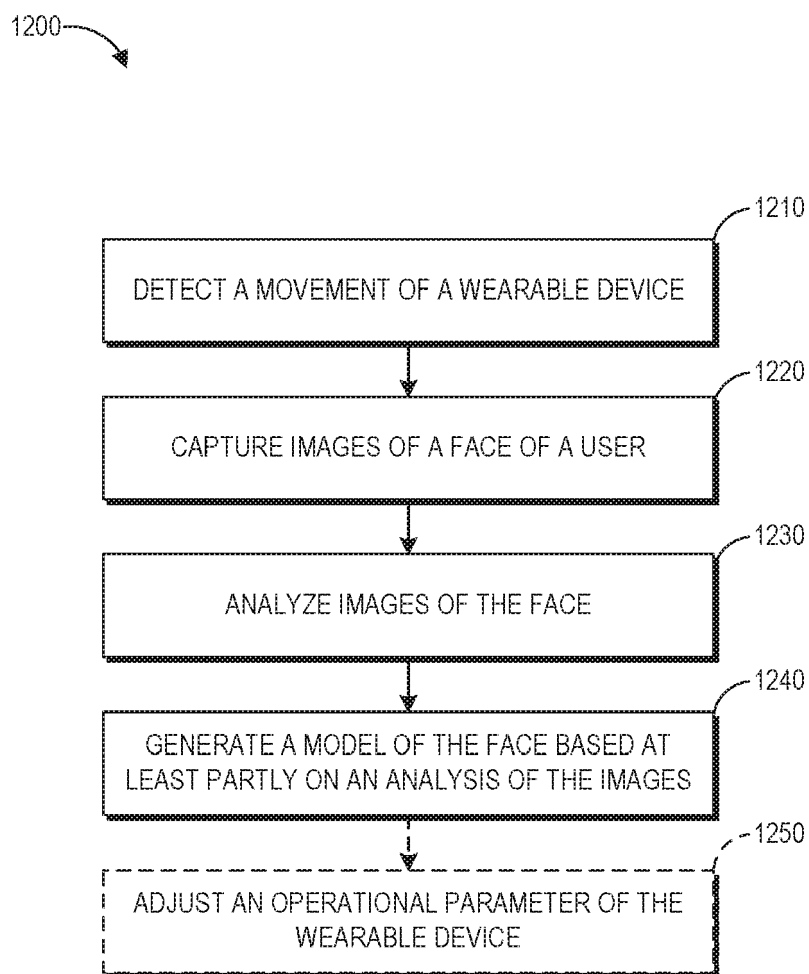 1200
1210
DETECT A MOVEMENT OF A WEARABLE DEVICE
1220
CAPTURE IMAGES OF A FACE OF A USER
1230
ANALYZE IMAGES OF THE FACE
1240
GENERATE A MODEL OF THE FACE BASED AT
LEAST PARTLY ON AN ANALYSIS OF THE IMAGES
1250
ADJUST AN OPERATIONAL PARAMETER OF THE
WEARABLE DEVICE